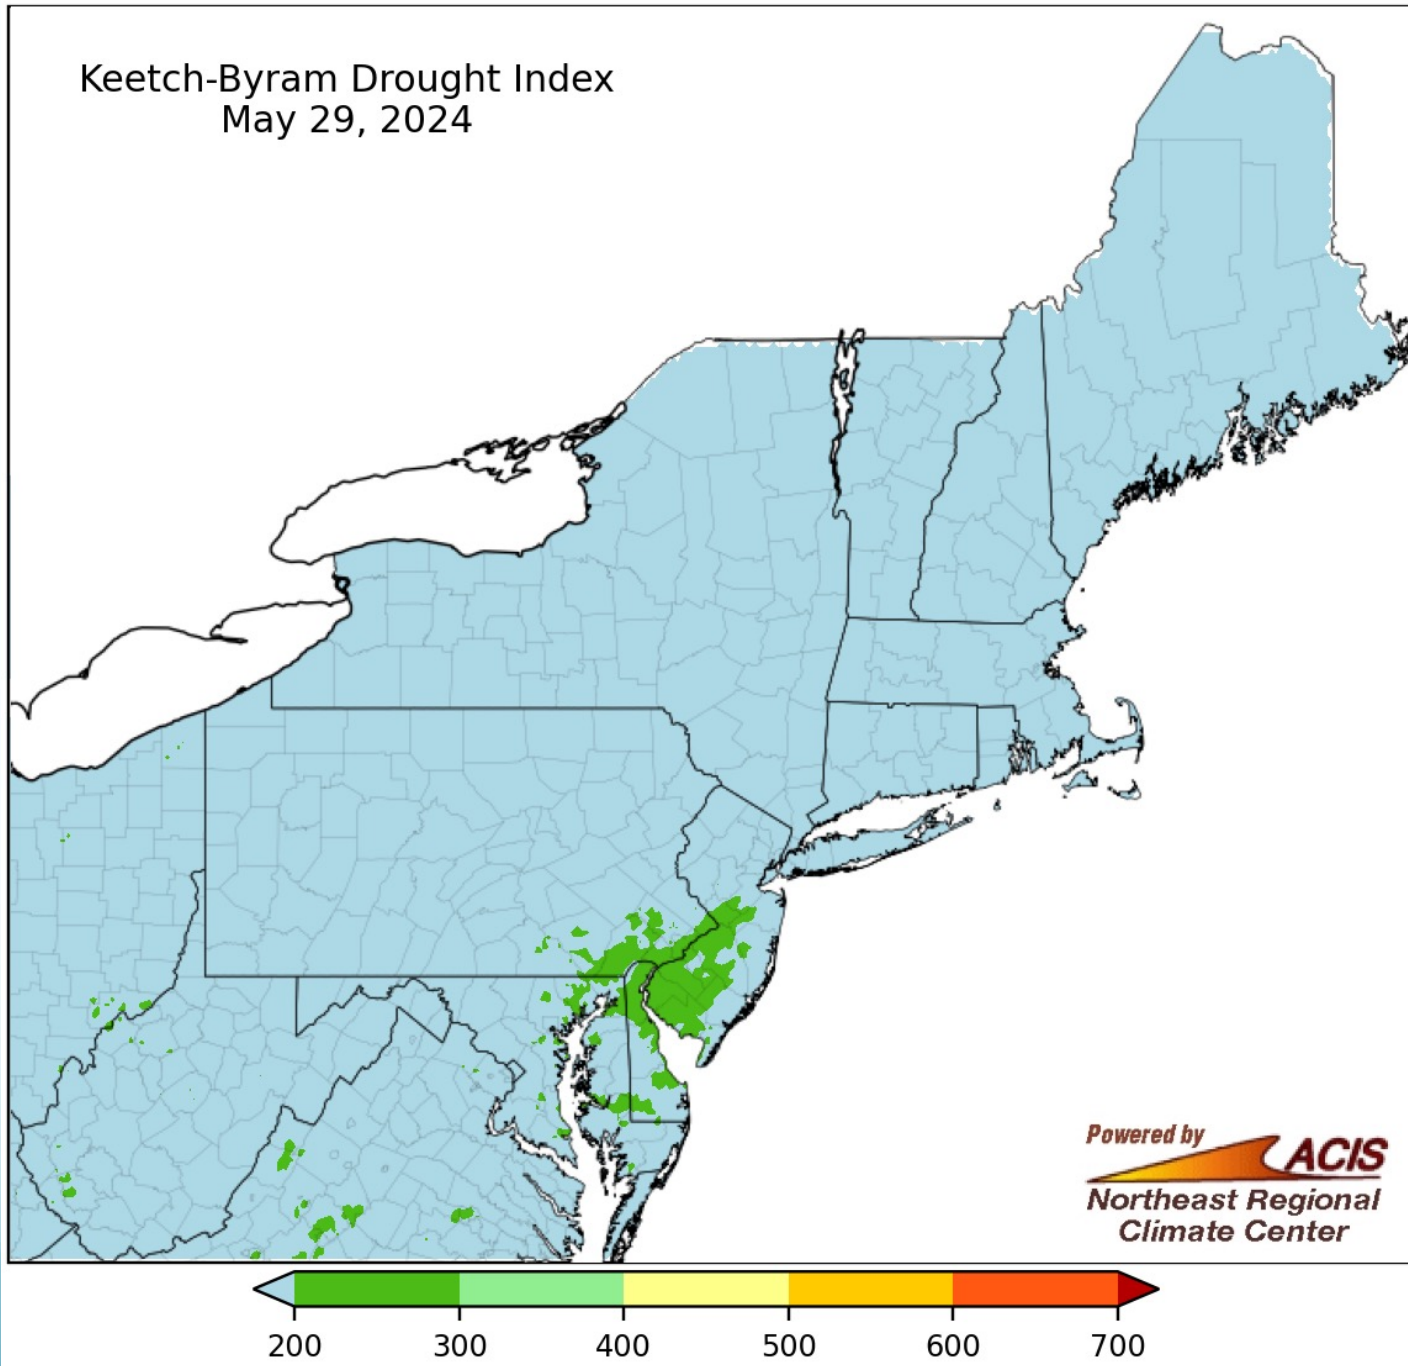 Keetch-Byram Drought Index
May 29, 2024
Powered by
ACIS
Northeast Regional
Climate Center
200 300 400 500 600 700